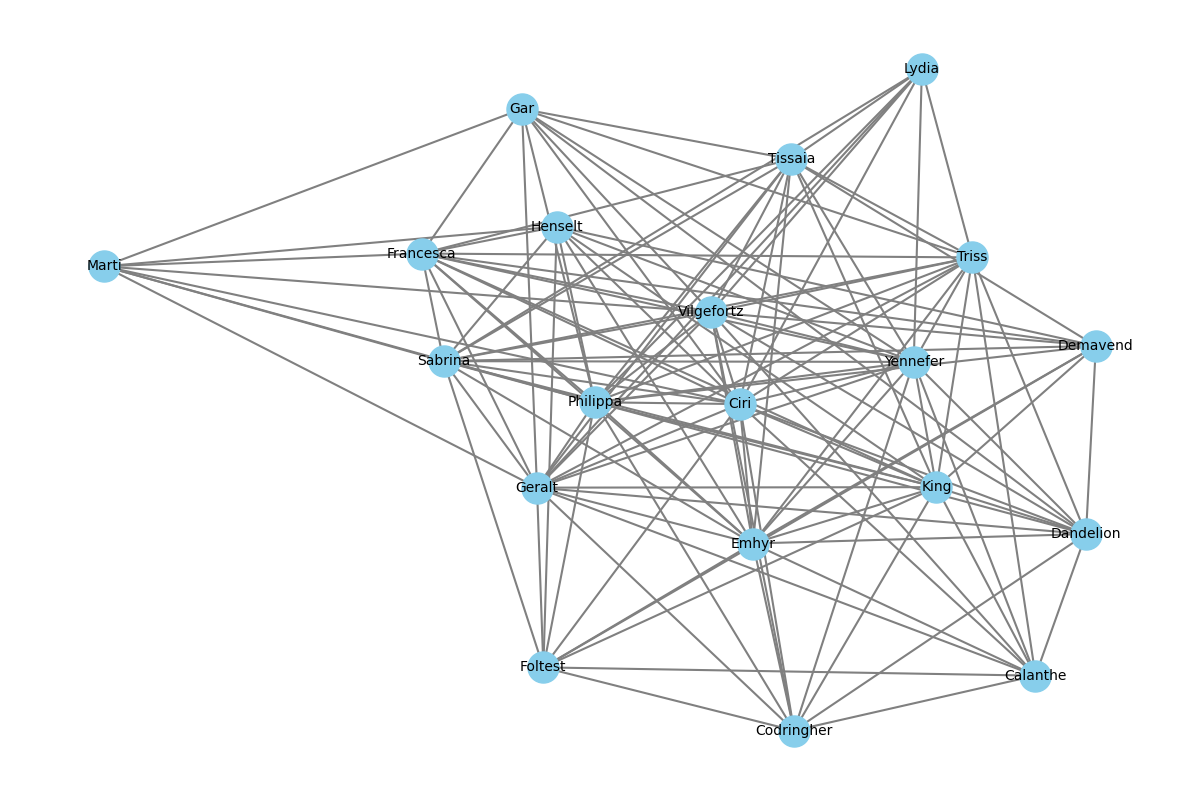 Lydia
Gar
Tissaia
Henselt
Francesca
Triss
Marti
Vilgefortz
Demavend
Sabrina
Yennefer
Philippa
Ciri
Geralt
King
Dandelion
Emhyr
Foltest
Calanthe
Codringher